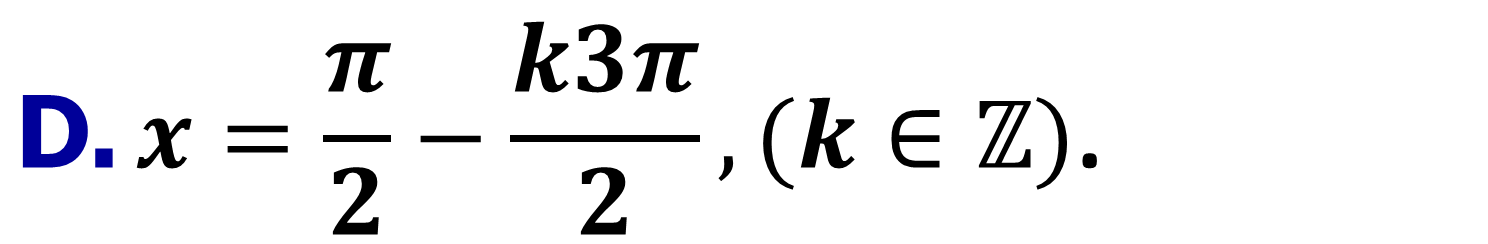 D. x = π/2 − k3π/2, (k ∈ ℤ).